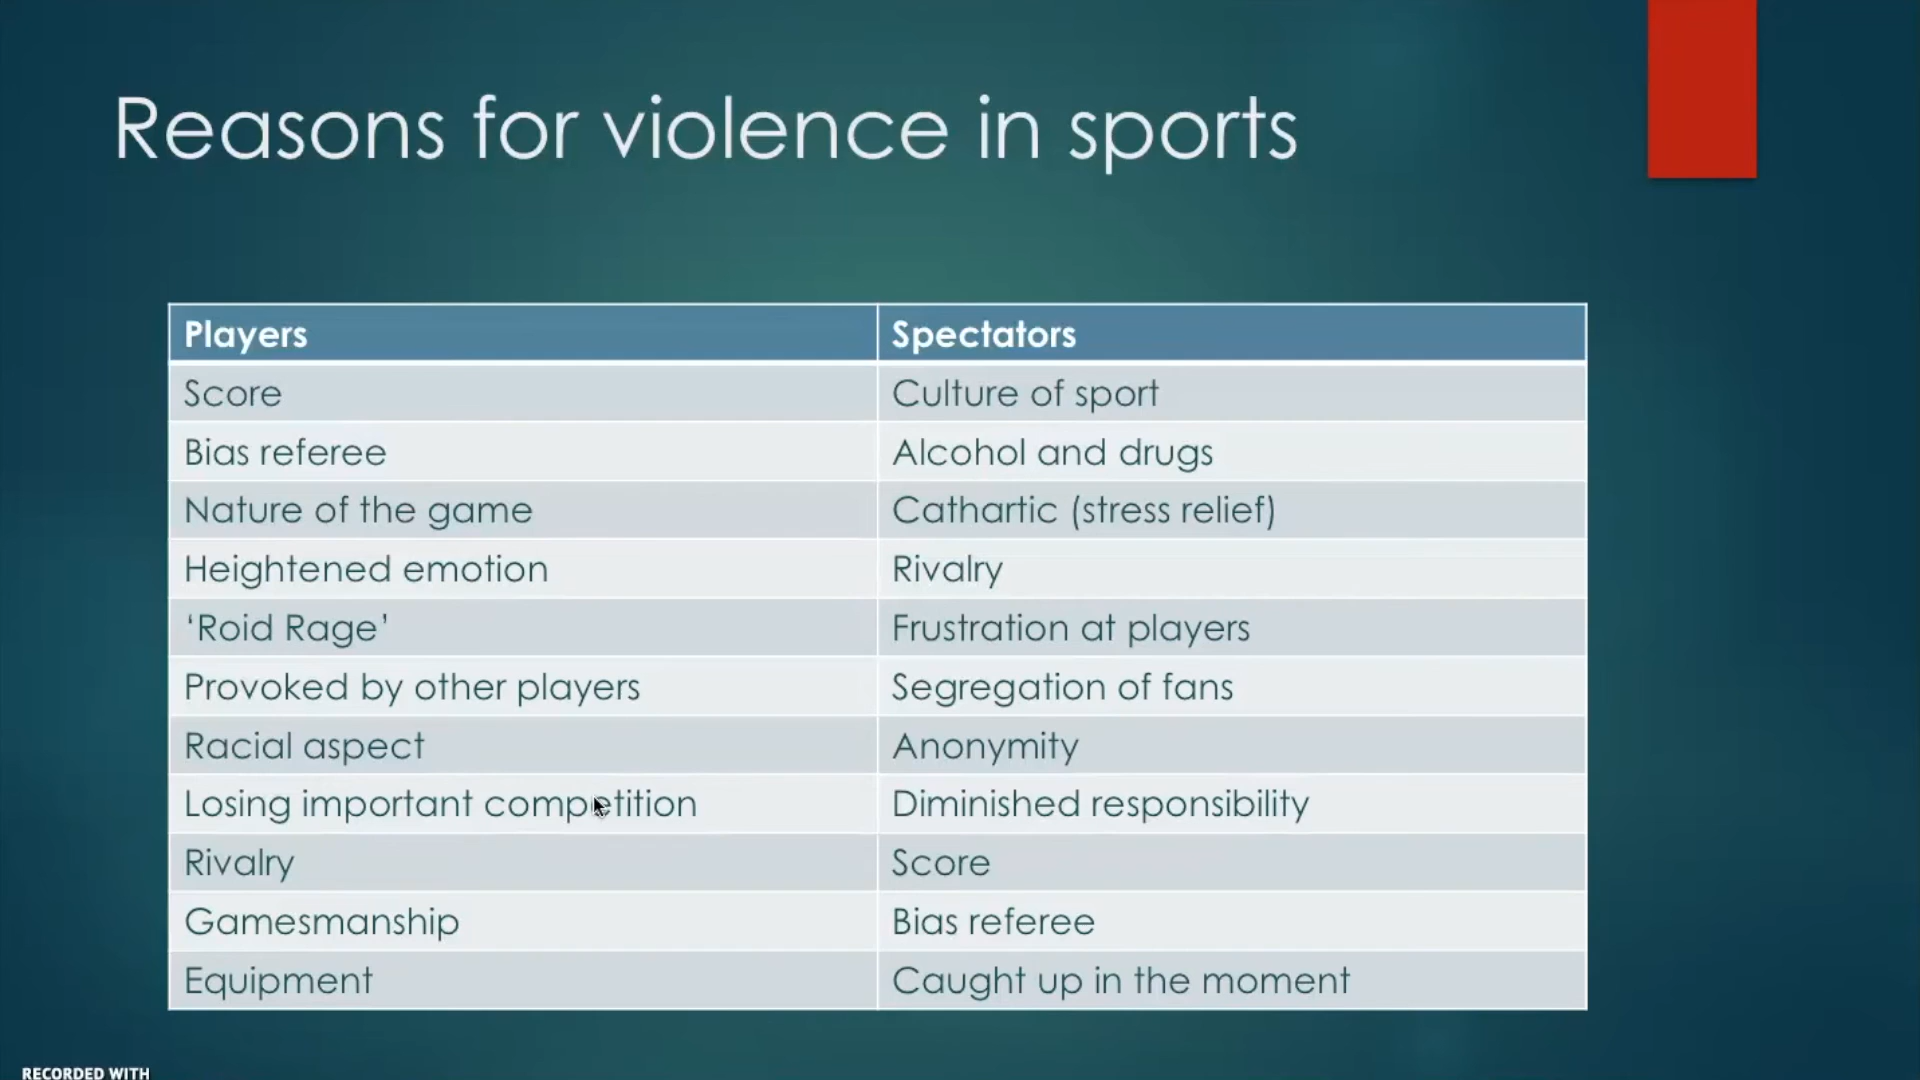 Reasons for violence in sports
Players Spectators
Score Culture of sport
Bias referee Alcohol and drugs
Nature of the game Cathartic (stress relief)
Heightened emotion Rivalry
‘Roid Rage’ Frustration at players
Provoked by other players Segregation of fans
Racial aspect Anonymity
Losing important competition Diminished responsibility
Rivalry Score
Gamesmanship Bias referee
Equipment Caught up in the moment
RECORDED WITH